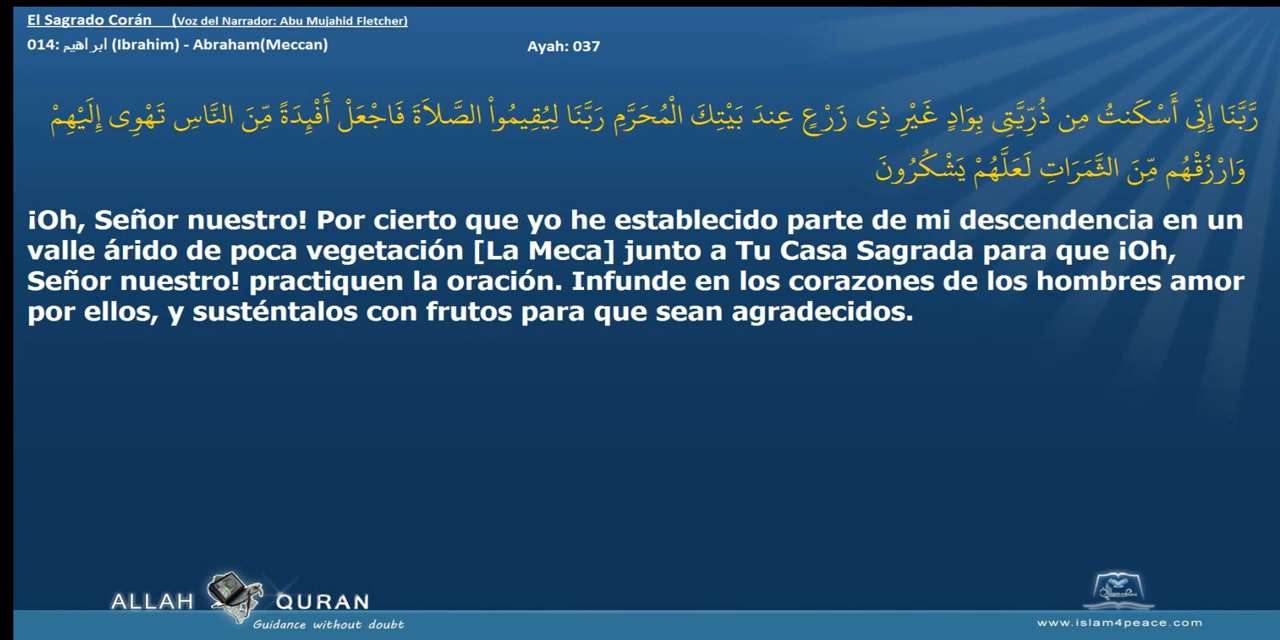 El Sagrado Corán (Voz del Narrador: Abu Mujahid Fletcher)
014: ابراهيم (Ibrahim) - Abraham(Meccan) Ayah: 037
رَّبَّنَا إِنِّي أَسْكَنتُ مِن ذُرِّيَّتِي بِوَادٍ غَيْرِ ذِي زَرْعٍ عِندَ بَيْتِكَ الْمُحَرَّمِ رَبَّنَا لِيُقِيمُواْ الصَّلاَةَ فَاجْعَلْ أَفْئِدَةً مِّنَ النَّاسِ تَهْوِي إِلَيْهِمْ
وَارْزُقْهُم مِّنَ الثَّمَرَاتِ لَعَلَّهُمْ يَشْكُرُونَ
¡Oh, Señor nuestro! Por cierto que yo he establecido parte de mi descendencia en un
valle árido de poca vegetación [La Meca] junto a Tu Casa Sagrada para que ¡Oh,
Señor nuestro! practiquen la oración. Infunde en los corazones de los hombres amor
por ellos, y susténtalos con frutos para que sean agradecidos.
ALLAH QURAN
Guidance without doubt
www.islam4peace.com